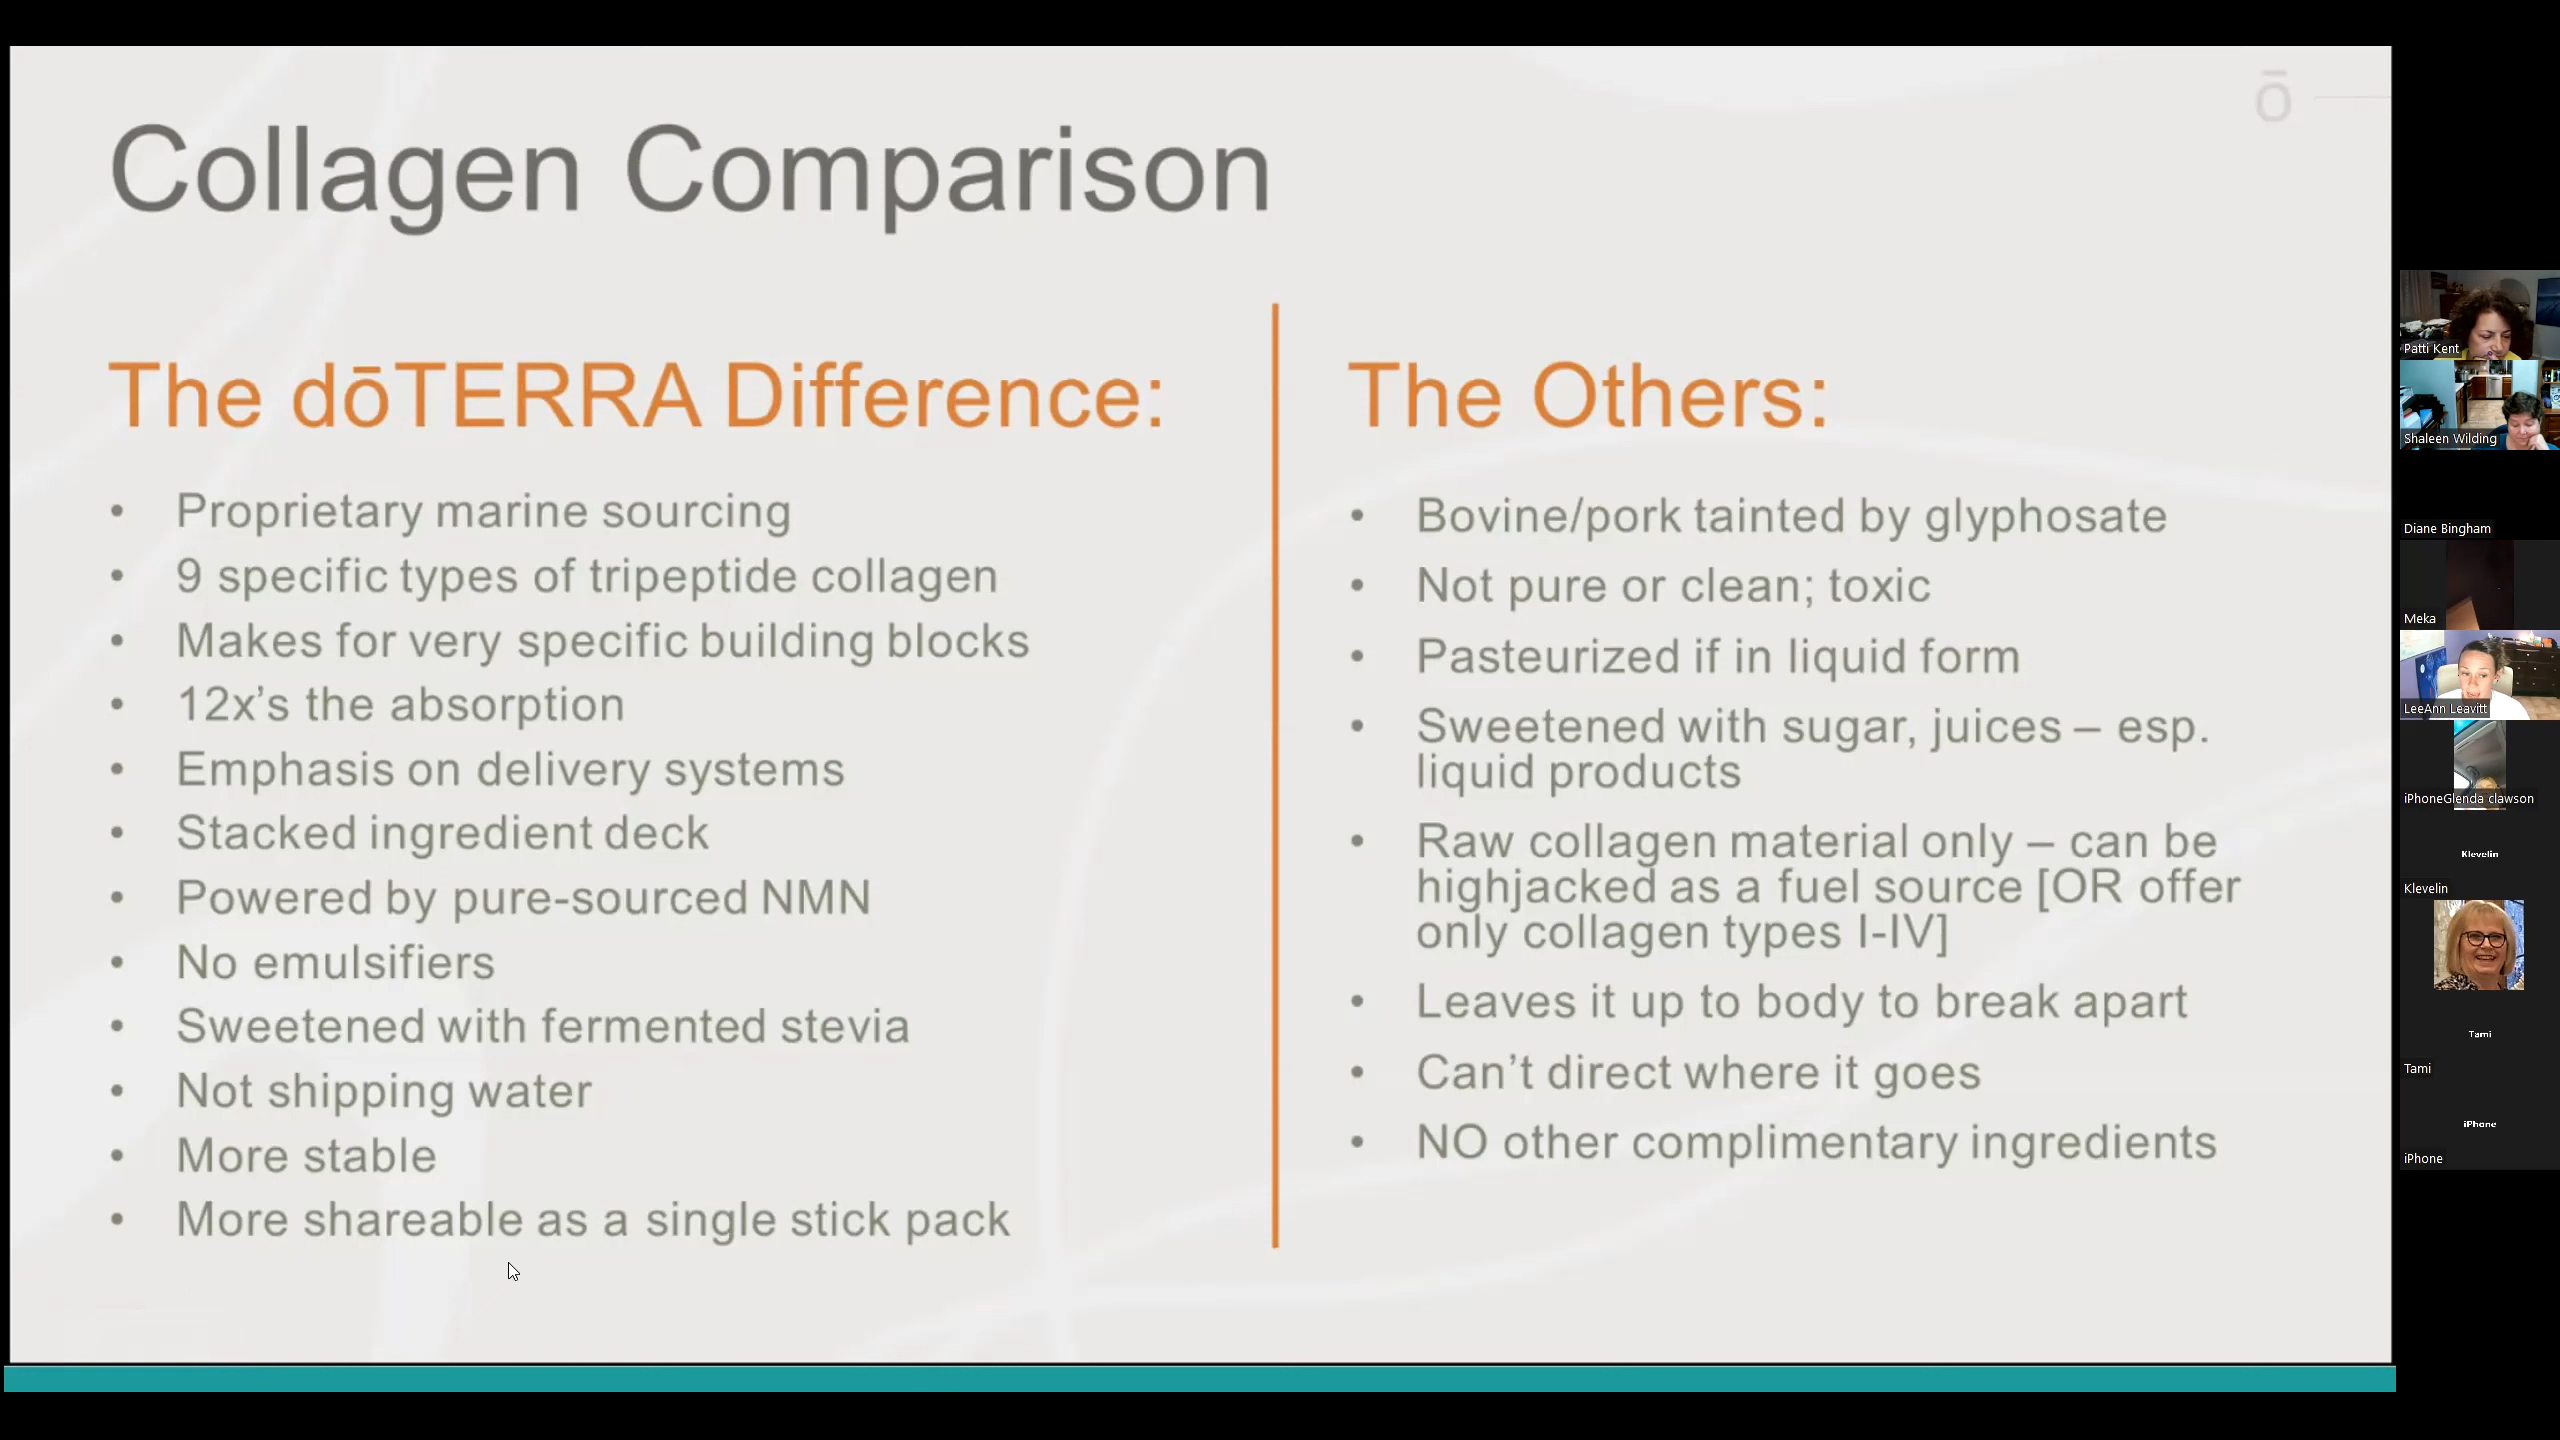 ō
Collagen Comparison
The dōTERRA Difference:
• Proprietary marine sourcing
• 9 specific types of tripeptide collagen
• Makes for very specific building blocks
• 12x’s the absorption
• Emphasis on delivery systems
• Stacked ingredient deck
• Powered by pure-sourced NMN
• No emulsifiers
• Sweetened with fermented stevia
• Not shipping water
• More stable
• More shareable as a single stick pack
The Others:
• Bovine/pork tainted by glyphosate
• Not pure or clean; toxic
• Pasteurized if in liquid form
• Sweetened with sugar, juices – esp.
liquid products
• Raw collagen material only – can be
highjacked as a fuel source [OR offer
only collagen types I-IV]
• Leaves it up to body to break apart
• Can’t direct where it goes
• NO other complimentary ingredients
Patti Kent
Shaleen Wilding
Diane Bingham
Meka
LeeAnn Leavitt
iPhoneGlenda clawson
Klevelin
Klevelin
Tami
Tami
iPhone
iPhone